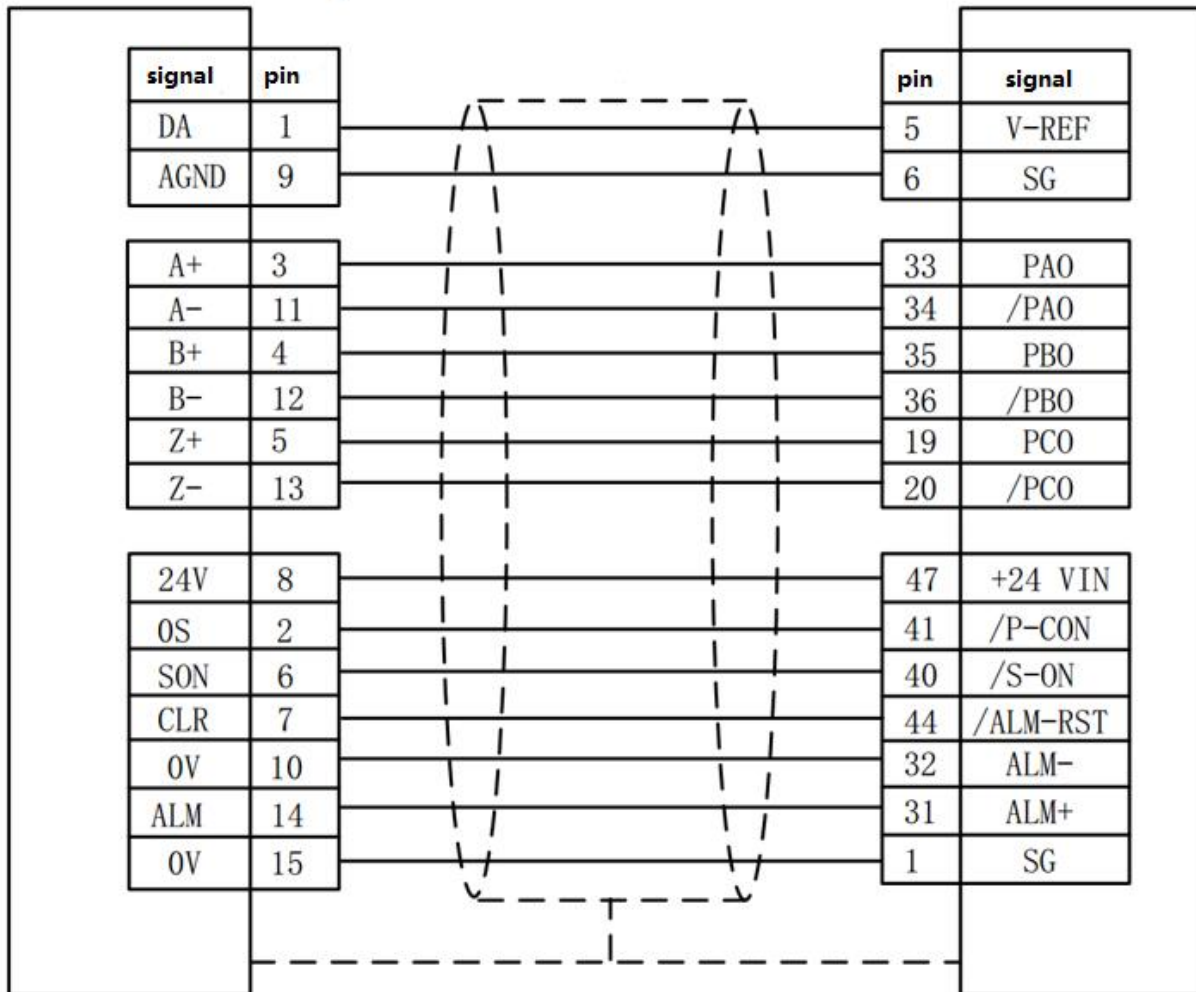 signal pin pin signal
DA 1 5 V-REF
AGND 9 6 SG
A+ 3 33 PAO
A- 11 34 /PAO
B+ 4 35 PBO
B- 12 36 /PBO
Z+ 5 19 PCO
Z- 13 20 /PCO
24V 8 47 +24 VIN
OS 2 41 /P-CON
SON 6 40 /S-ON
CLR 7 44 /ALM-RST
0V 10 32 ALM-
ALM 14 31 ALM+
0V 15 1 SG